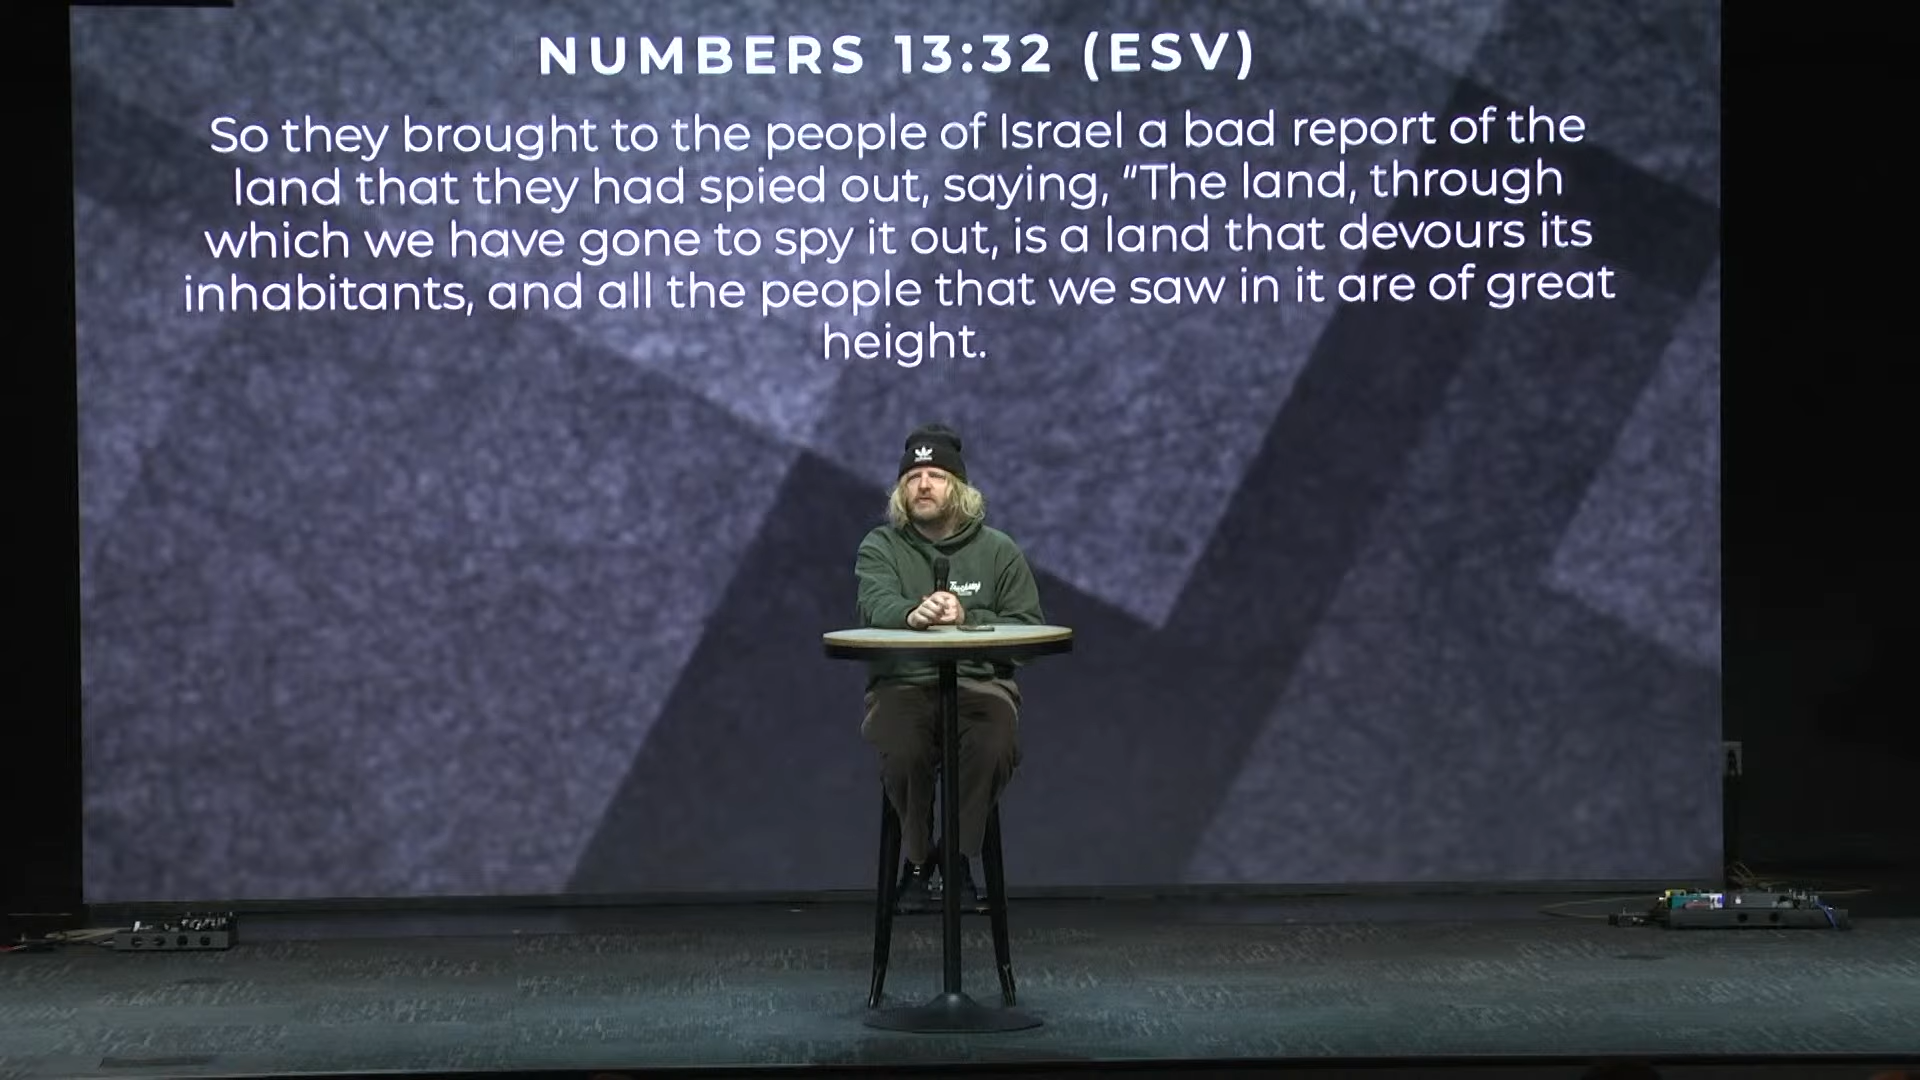 NUMBERS 13:32 (ESV)
So they brought to the people of Israel a bad report of the
land that they had spied out, saying, "The land, through
which we have gone to spy it out, is a land that devours its
inhabitants, and all the people that we saw in it are of great
height.